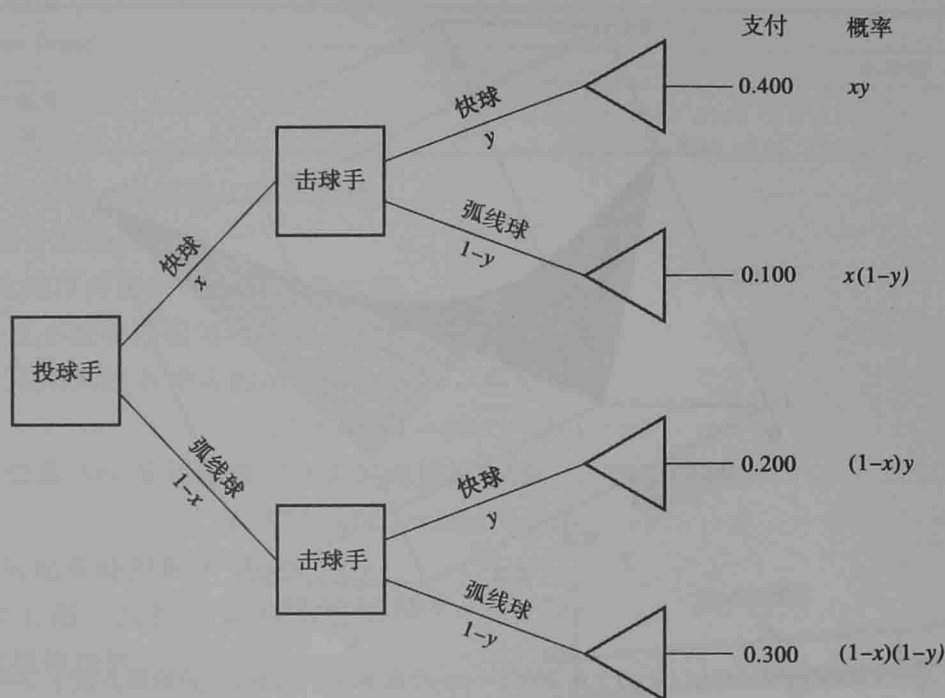 支付 概率
快球
y
0.400 xy
击球手
弧线球
1-y
0.100 x(1-y)
快球
x
投球手
弧线球
1-x
快球
y
0.200 (1-x)y
击球手
弧线球
1-y
0.300 (1-x)(1-y)